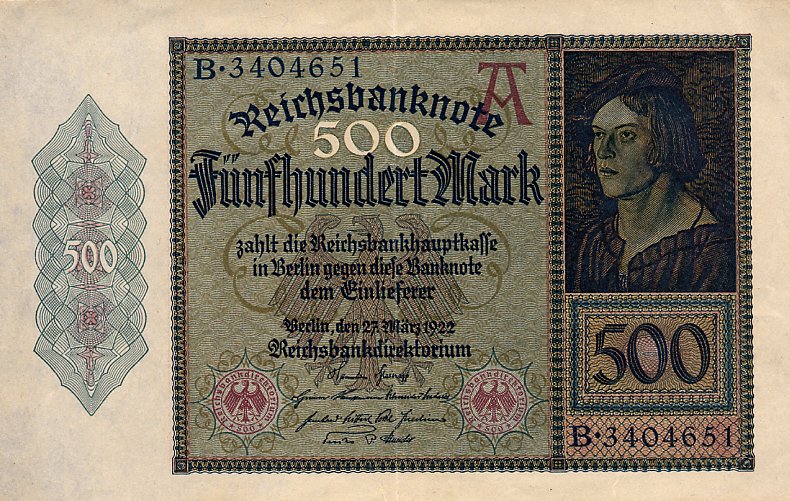 500
B·3404651
A
Reichsbanknote
500
Fünfhundert Mark
zahlt die Reichsbankhauptkasse
in Berlin gegen diese Banknote
dem Einlieferer
Berlin, den 27. März 1922
Reichsbankdirektorium
500
B·3404651